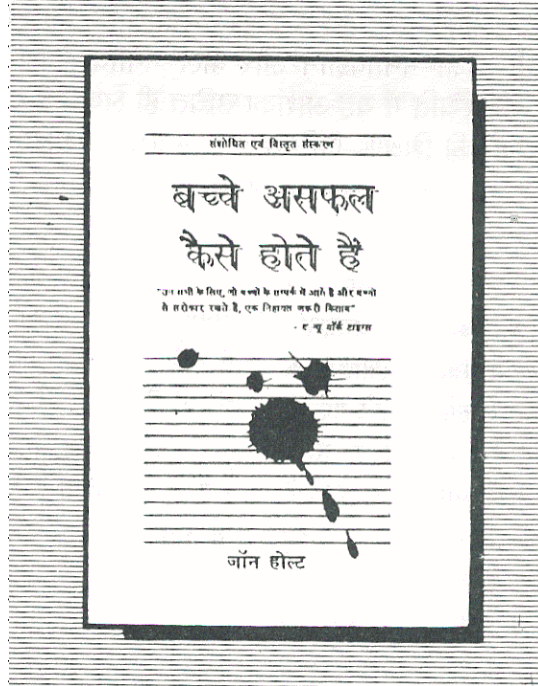 संशोधित एवं विस्तृत संस्करण
बच्चे असफल
कैसे होते हैं
"उन सभी के लिए, जो बच्चों के सम्पर्क में आते हैं और बच्चों
से सरोकार रखते हैं, एक निहायत जरूरी किताब"
- द न्यू यॉर्क टाइम्स
जॉन होल्ट